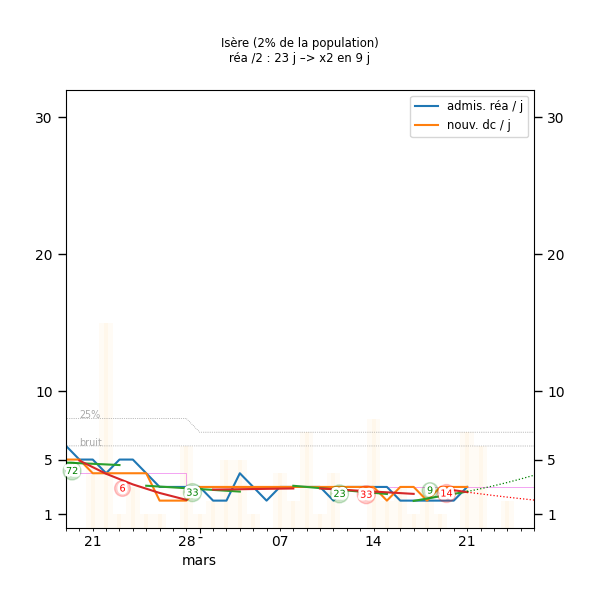 Isère (2% de la population)
réa /2 : 23 j –> x2 en 9 j
admis. réa / j
nouv. dc / j
30 30
20 20
10 10
25%
bruit
5 5
72 6 33 23 33 9 14
1 1
21 28 - 07 14 21
mars